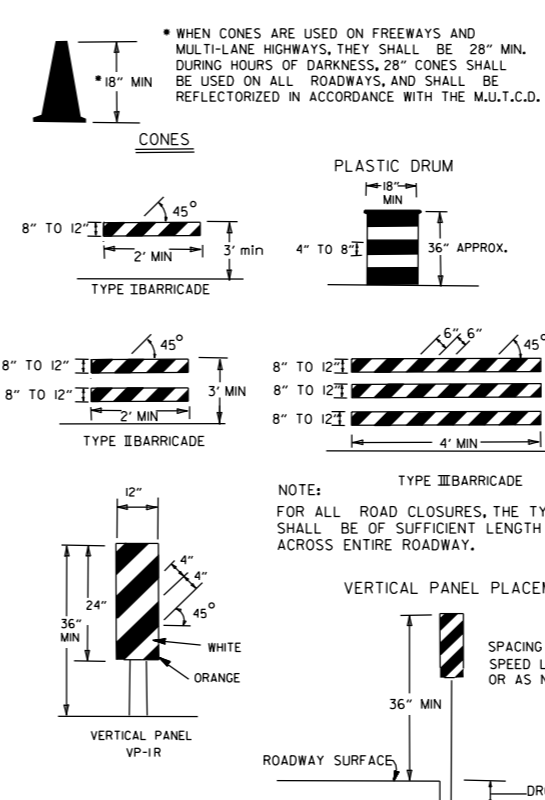 * WHEN CONES ARE USED ON FREEWAYS AND
MULTI-LANE HIGHWAYS, THEY SHALL BE 28" MIN.
DURING HOURS OF DARKNESS, 28" CONES SHALL
BE USED ON ALL ROADWAYS, AND SHALL BE
REFLECTORIZED IN ACCORDANCE WITH THE M.U.T.C.D.
*18" MIN
CONES
PLASTIC DRUM
18"
MIN
4" TO 8"
36" APPROX.
45°
8" TO 12"
2' MIN
3' min
TYPE I BARRICADE
45°
8" TO 12"
8" TO 12"
2' MIN
3' MIN
TYPE II BARRICADE
6" 6"
45°
8" TO 12"
8" TO 12"
8" TO 12"
4' MIN
TYPE III BARRICADE
NOTE:
FOR ALL ROAD CLOSURES, THE TY
SHALL BE OF SUFFICIENT LENGTH
ACROSS ENTIRE ROADWAY.
12"
4"
4"
45°
24"
36"
MIN
WHITE
ORANGE
VERTICAL PANEL
VP-1R
VERTICAL PANEL PLACEM
SPACING
SPEED L
OR AS N
36" MIN
ROADWAY SURFACE
DRO